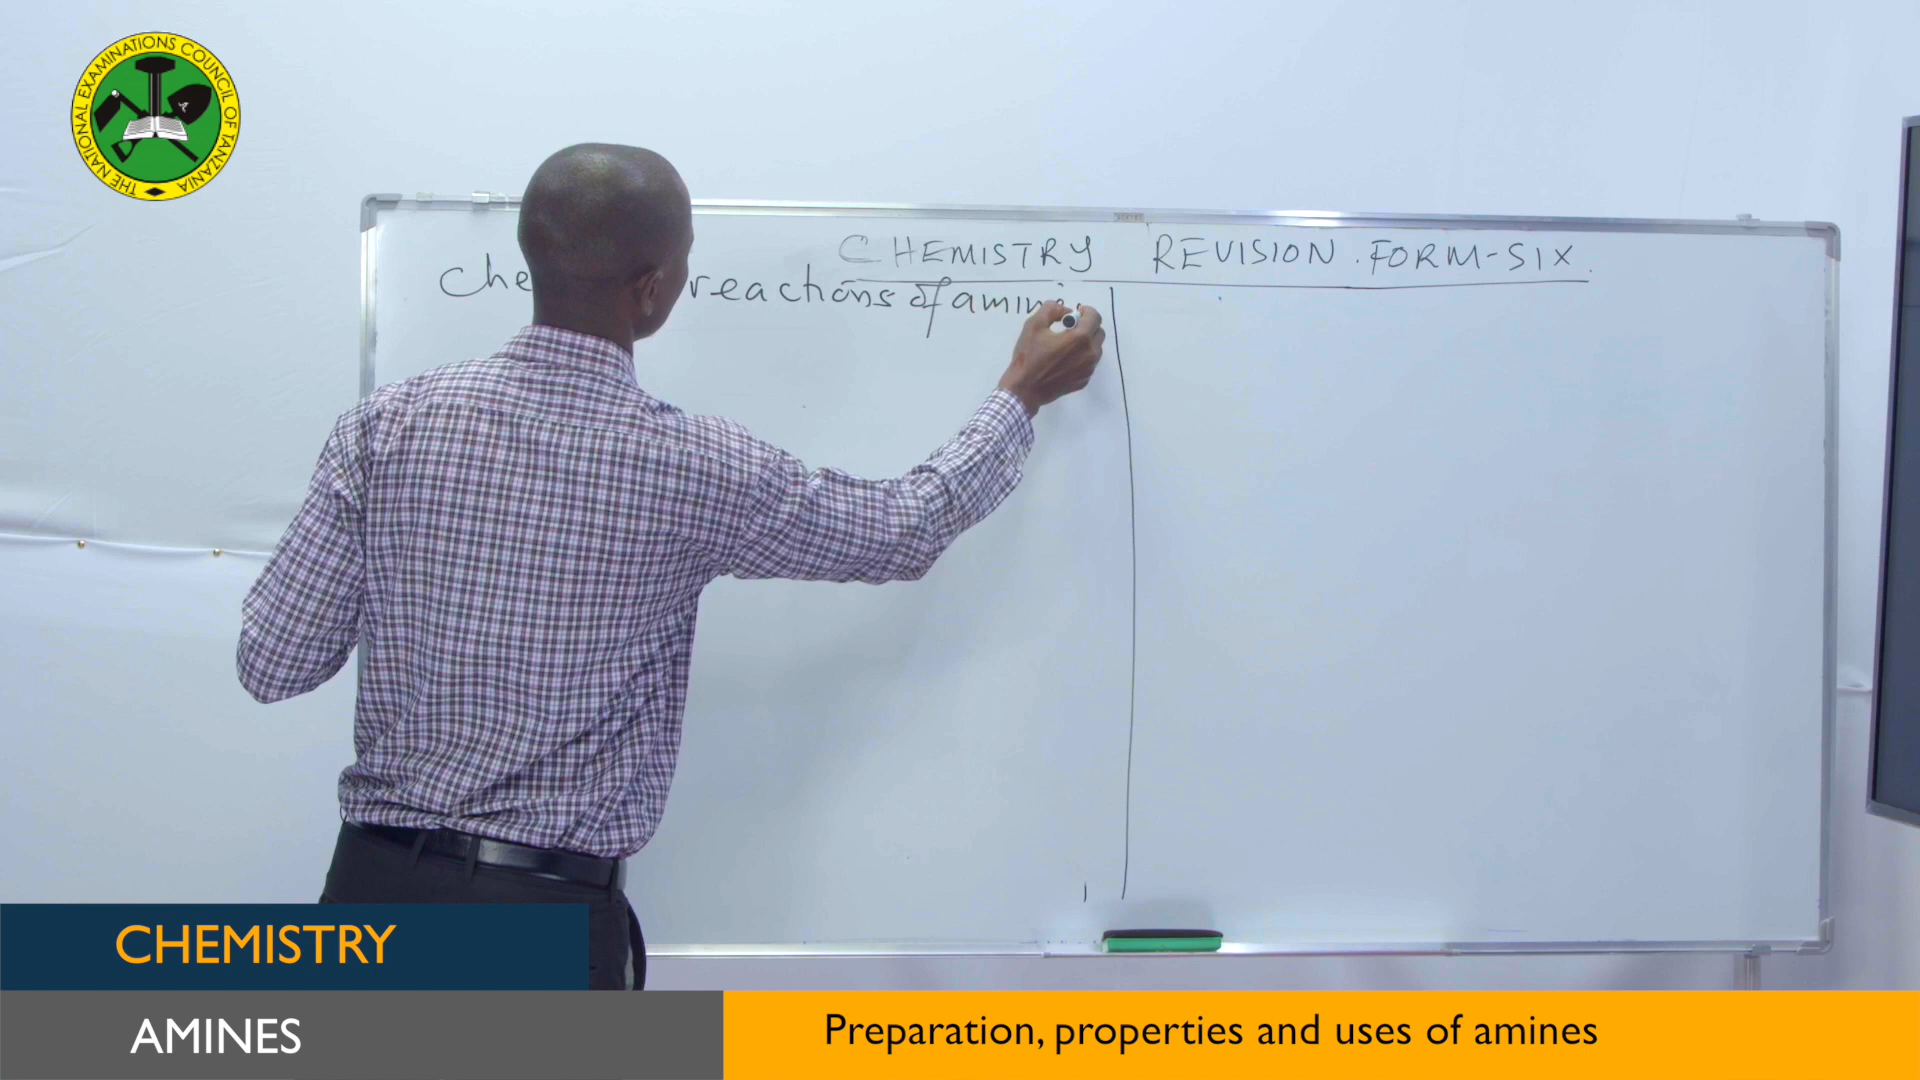 THE NATIONAL EXAMINATIONS COUNCIL OF TANZANIA
CHEMISTRY REVISION. FORM-SIX.
reactions of
CHEMISTRY
AMINES
Preparation, properties and uses of amines